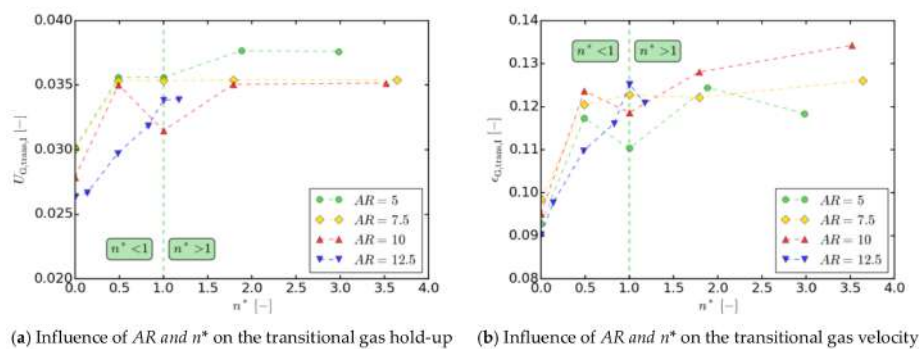 0.040
0.035
0.030
0.025
0.020
U_G,trans,I [−]
n* <1
n* >1
AR = 5
AR = 7.5
AR = 10
AR = 12.5
0.0 0.5 1.0 1.5 2.0 2.5 3.0 3.5 4.0
n* [−]
(a) Influence of AR and n* on the transitional gas hold-up
0.14
0.13
0.12
0.11
0.10
0.09
0.08
ϵ_G,trans,I [−]
n* <1
n* >1
AR = 5
AR = 7.5
AR = 10
AR = 12.5
0.0 0.5 1.0 1.5 2.0 2.5 3.0 3.5 4.0
n* [−]
(b) Influence of AR and n* on the transitional gas velocity